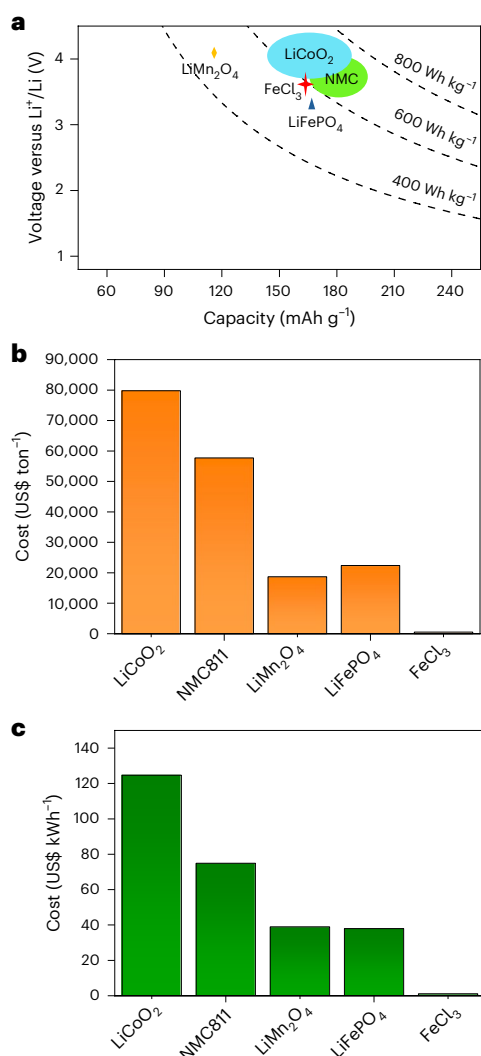 a
Voltage versus Li⁺/Li (V)
4
3
2
1
LiCoO₂
NMC
LiMn₂O₄
FeCl₃
LiFePO₄
800 Wh kg⁻¹
600 Wh kg⁻¹
400 Wh kg⁻¹
60 90 120 150 180 210 240
Capacity (mAh g⁻¹)
b
Cost (US$ ton⁻¹)
90,000
80,000
70,000
60,000
50,000
40,000
30,000
20,000
10,000
0
LiCoO₂ NMC811 LiMn₂O₄ LiFePO₄ FeCl₃
c
Cost (US$ kWh⁻¹)
140
120
100
80
60
40
20
0
LiCoO₂ NMC811 LiMn₂O₄ LiFePO₄ FeCl₃